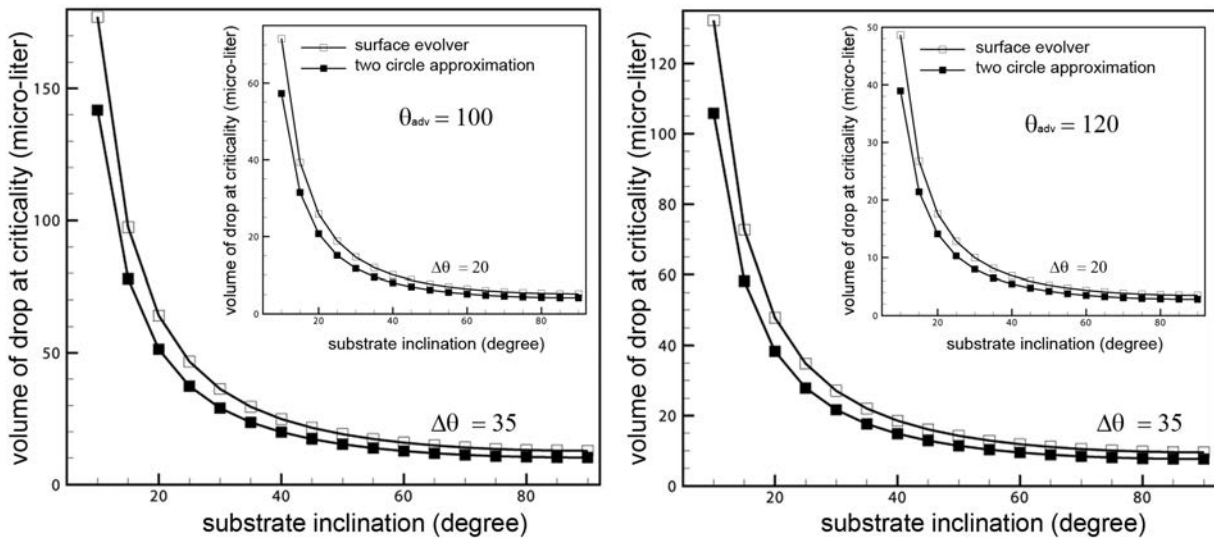 volume of drop at criticality (micro-liter)
150
100
50
0
20
40
60
80
substrate inclination (degree)
Δθ = 35
volume of drop at criticality (micro-liter)
60
40
20
0
20
40
60
80
substrate inclination (degree)
surface evolver
two circle approximation
θadv = 100
Δθ = 20
volume of drop at criticality (micro-liter)
120
100
80
60
40
20
0
20
40
60
80
substrate inclination (degree)
Δθ = 35
volume of drop at criticality (micro-liter)
50
40
30
20
10
0
20
40
60
80
substrate inclination (degree)
surface evolver
two circle approximation
θadv = 120
Δθ = 20